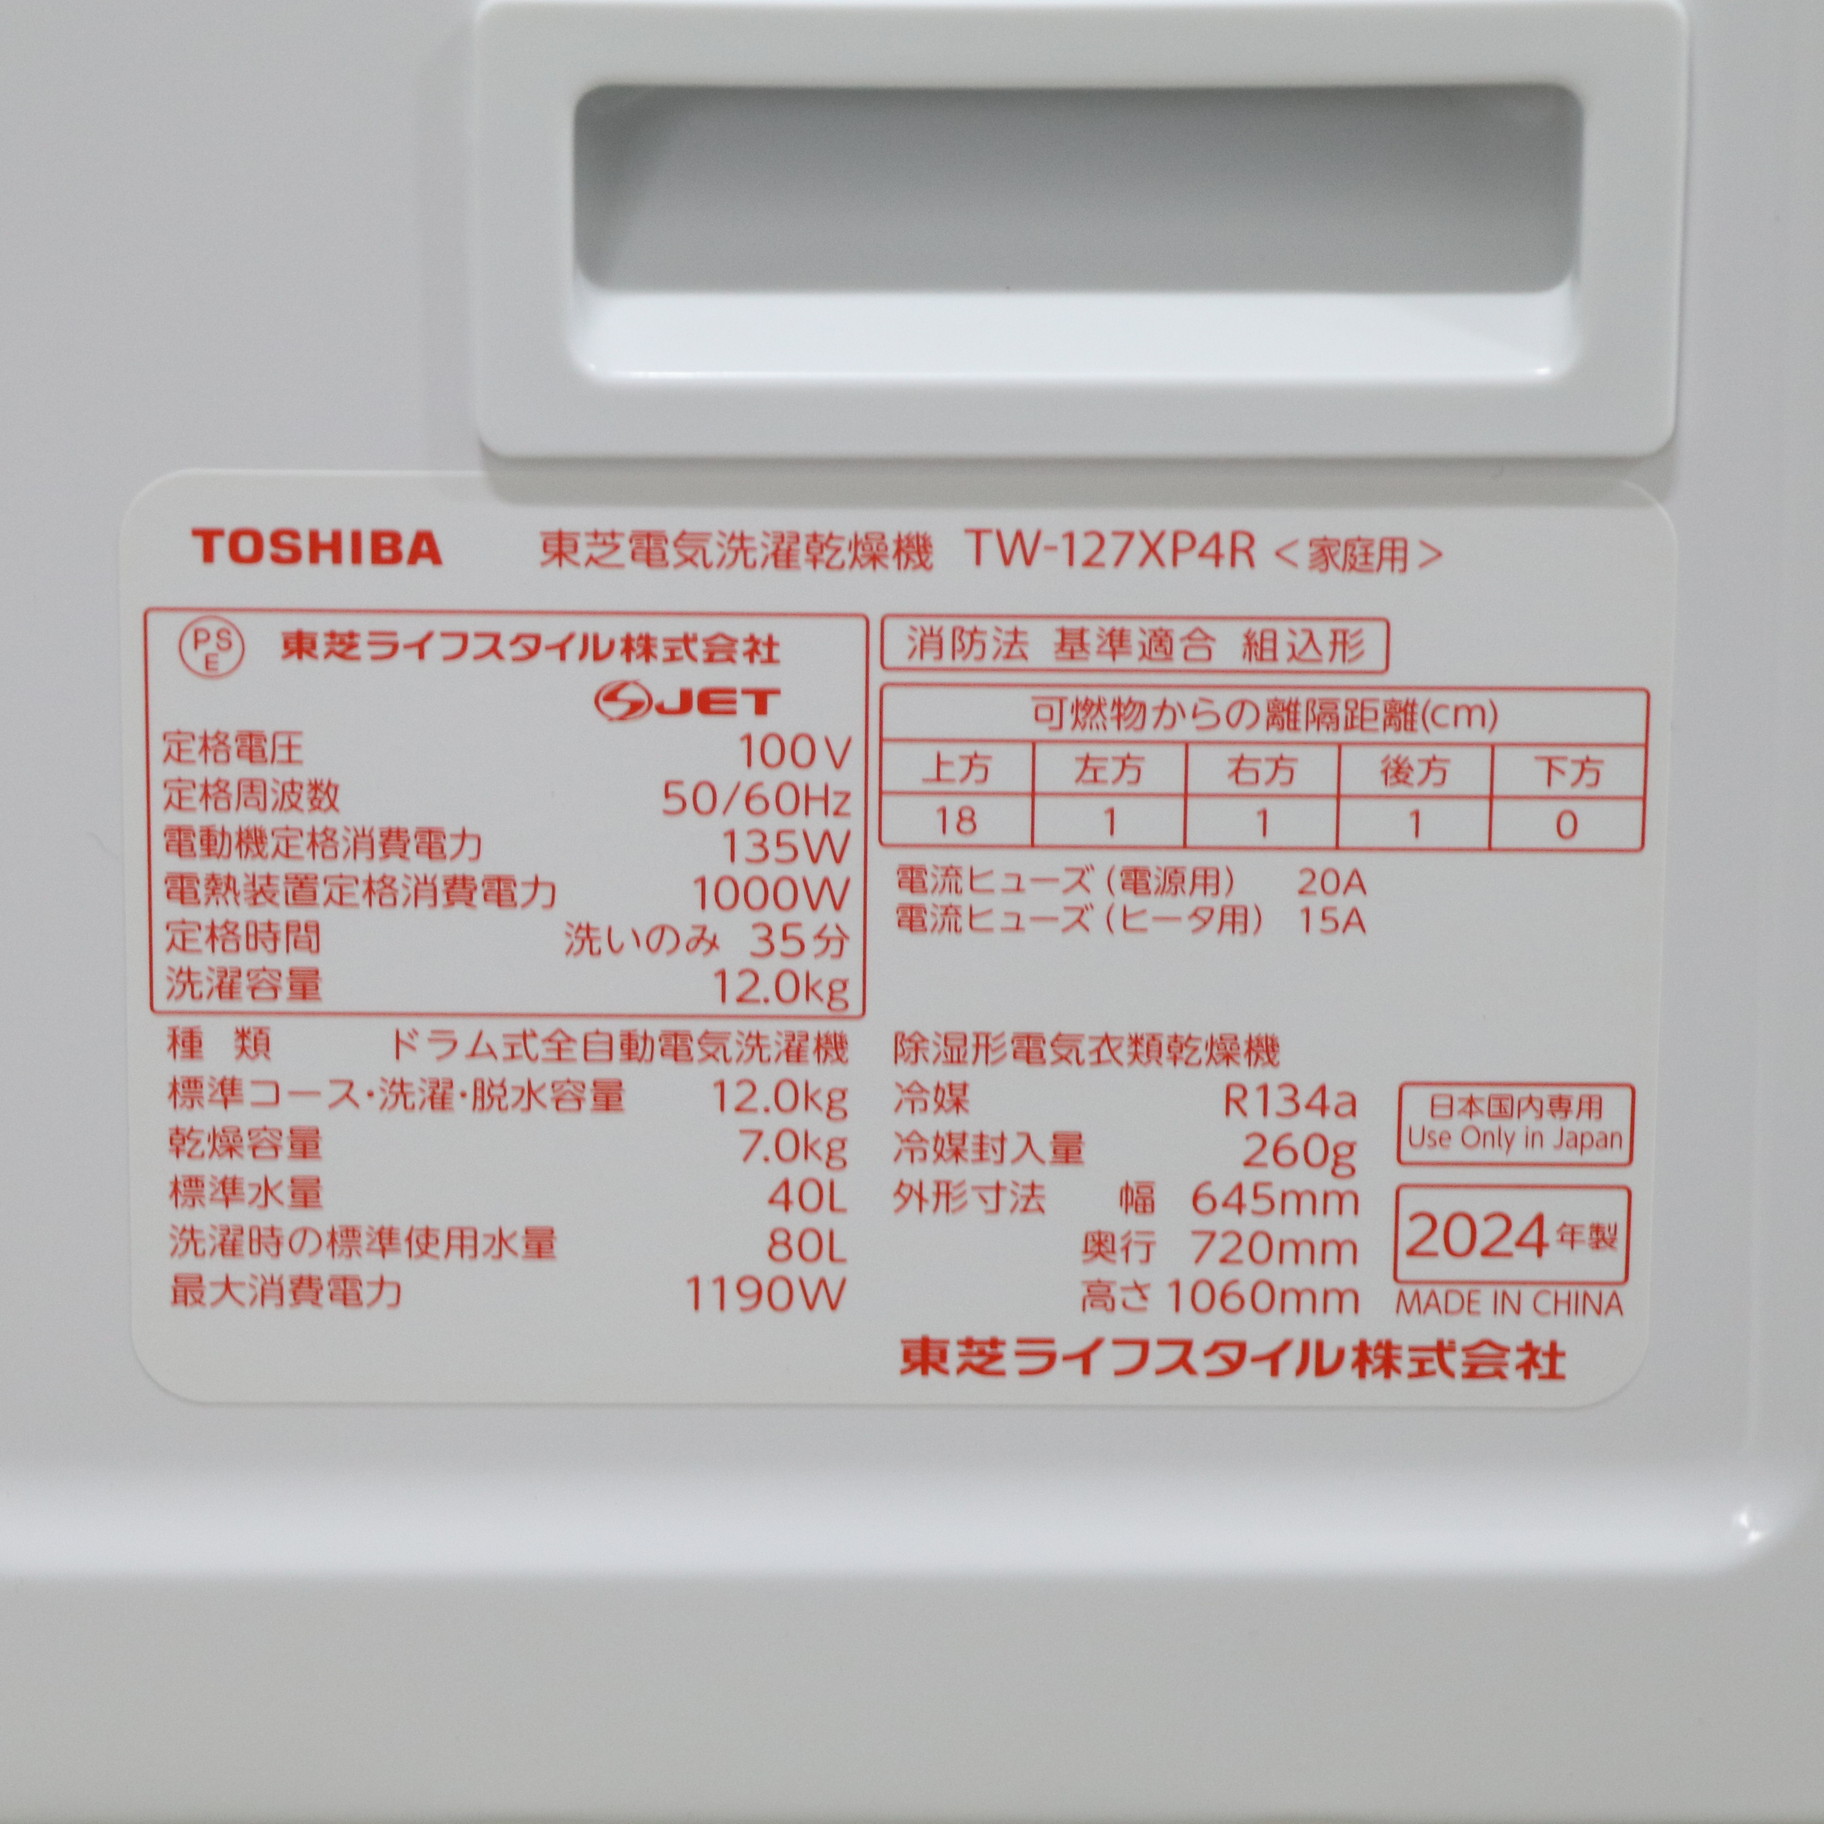 TOSHIBA 東芝電気洗濯乾燥機 TW-127XP4R <家庭用>
PSE 東芝ライフスタイル株式会社
JET
定格電圧 100V
定格周波数 50/60Hz
電動機定格消費電力 135W
電熱装置定格消費電力 1000W
定格時間 洗いのみ 35分
洗濯容量 12.0kg
種 類 ドラム式全自動電気洗濯機
標準コース・洗濯・脱水容量 12.0kg
乾燥容量 7.0kg
標準水量 40L
洗濯時の標準使用水量 80L
最大消費電力 1190W
消防法 基準適合 組込形
可燃物からの離隔距離(cm)
上方 左方 右方 後方 下方
18 1 1 1 0
電流ヒューズ(電源用) 20A
電流ヒューズ(ヒータ用) 15A
除湿形電気衣類乾燥機
冷媒 R134a
冷媒封入量 260g
外形寸法 幅 645mm
奥行 720mm
高さ 1060mm
日本国内専用
Use Only in Japan
2024年製
MADE IN CHINA
東芝ライフスタイル株式会社